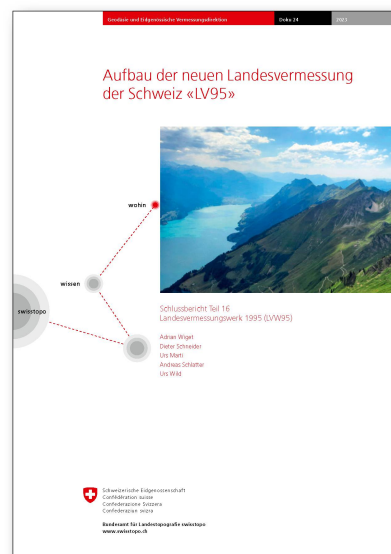 Geodäsie und Eidgenössische Vermessungsdirektion Doku 24 2023
Aufbau der neuen Landesvermessung
der Schweiz «LV95»
wohin
wissen
swisstopo
Schlussbericht Teil 16
Landesvermessungswerk 1995 (LVW95)
Adrian Wiget
Dieter Schneider
Urs Marti
Andreas Schlatter
Urs Wild
Schweizerische Eidgenossenschaft
Confédération suisse
Confederazione Svizzera
Confederaziun svizra
Bundesamt für Landestopografie swisstopo
www.swisstopo.ch